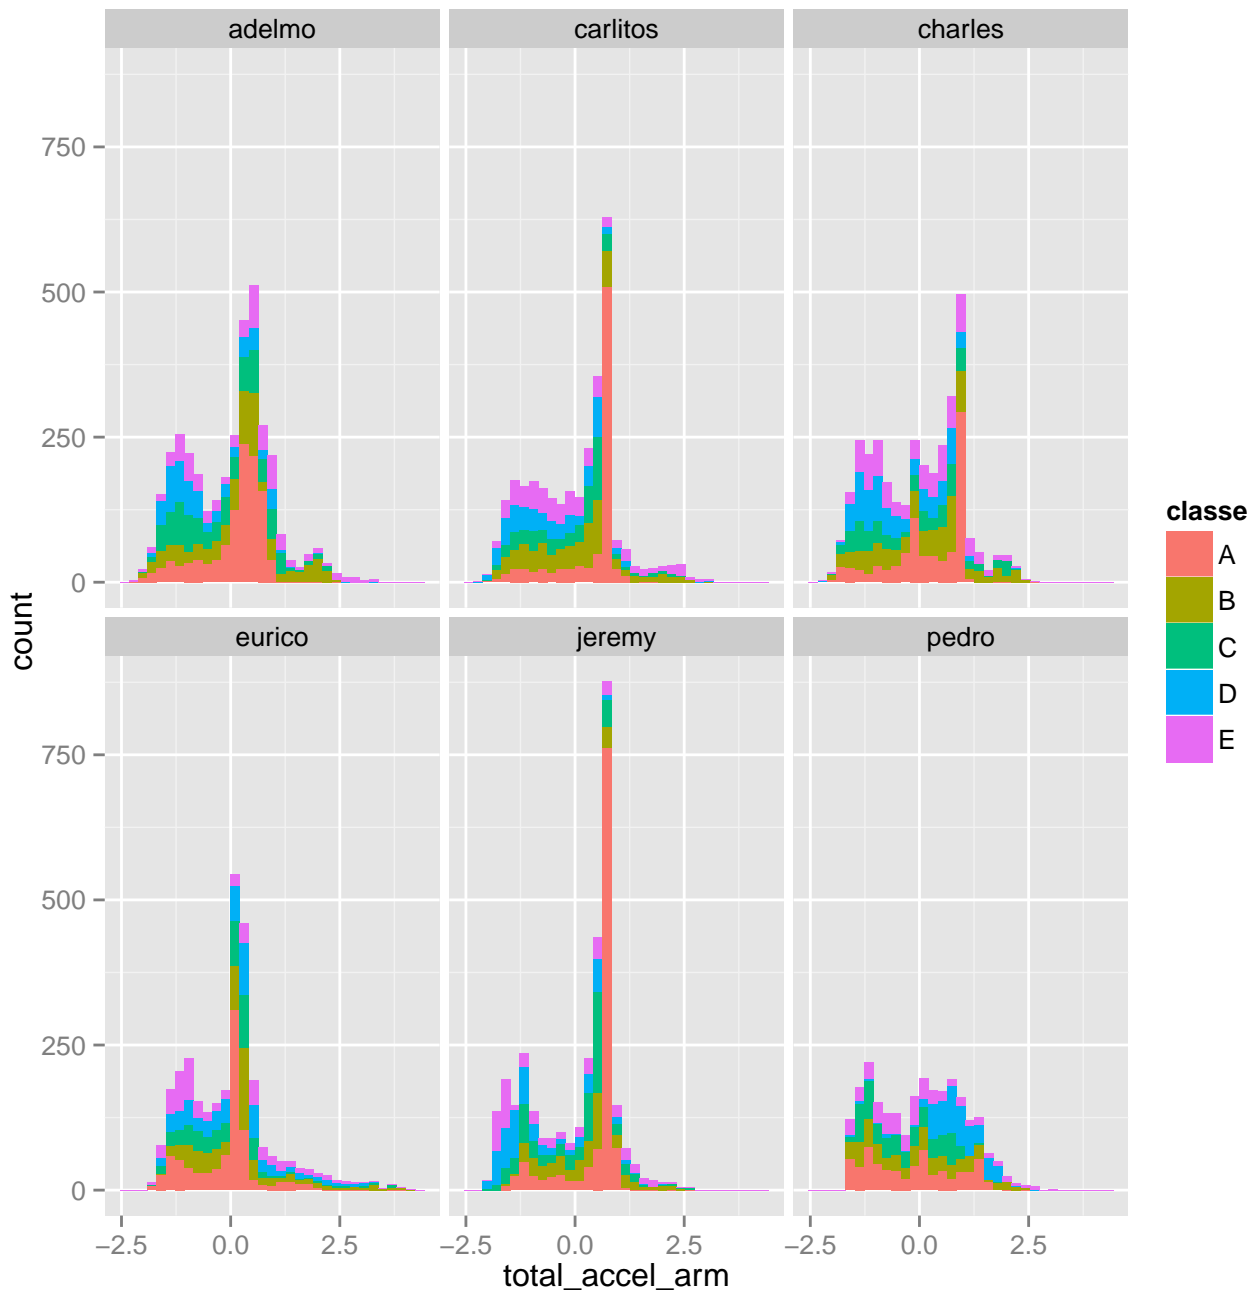 adelmo carlitos charles
750
500
250
0
eurico jeremy pedro
750
500
250
0
−2.5 0.0 2.5 −2.5 0.0 2.5 −2.5 0.0 2.5
total_accel_arm
count
classe
A
B
C
D
E